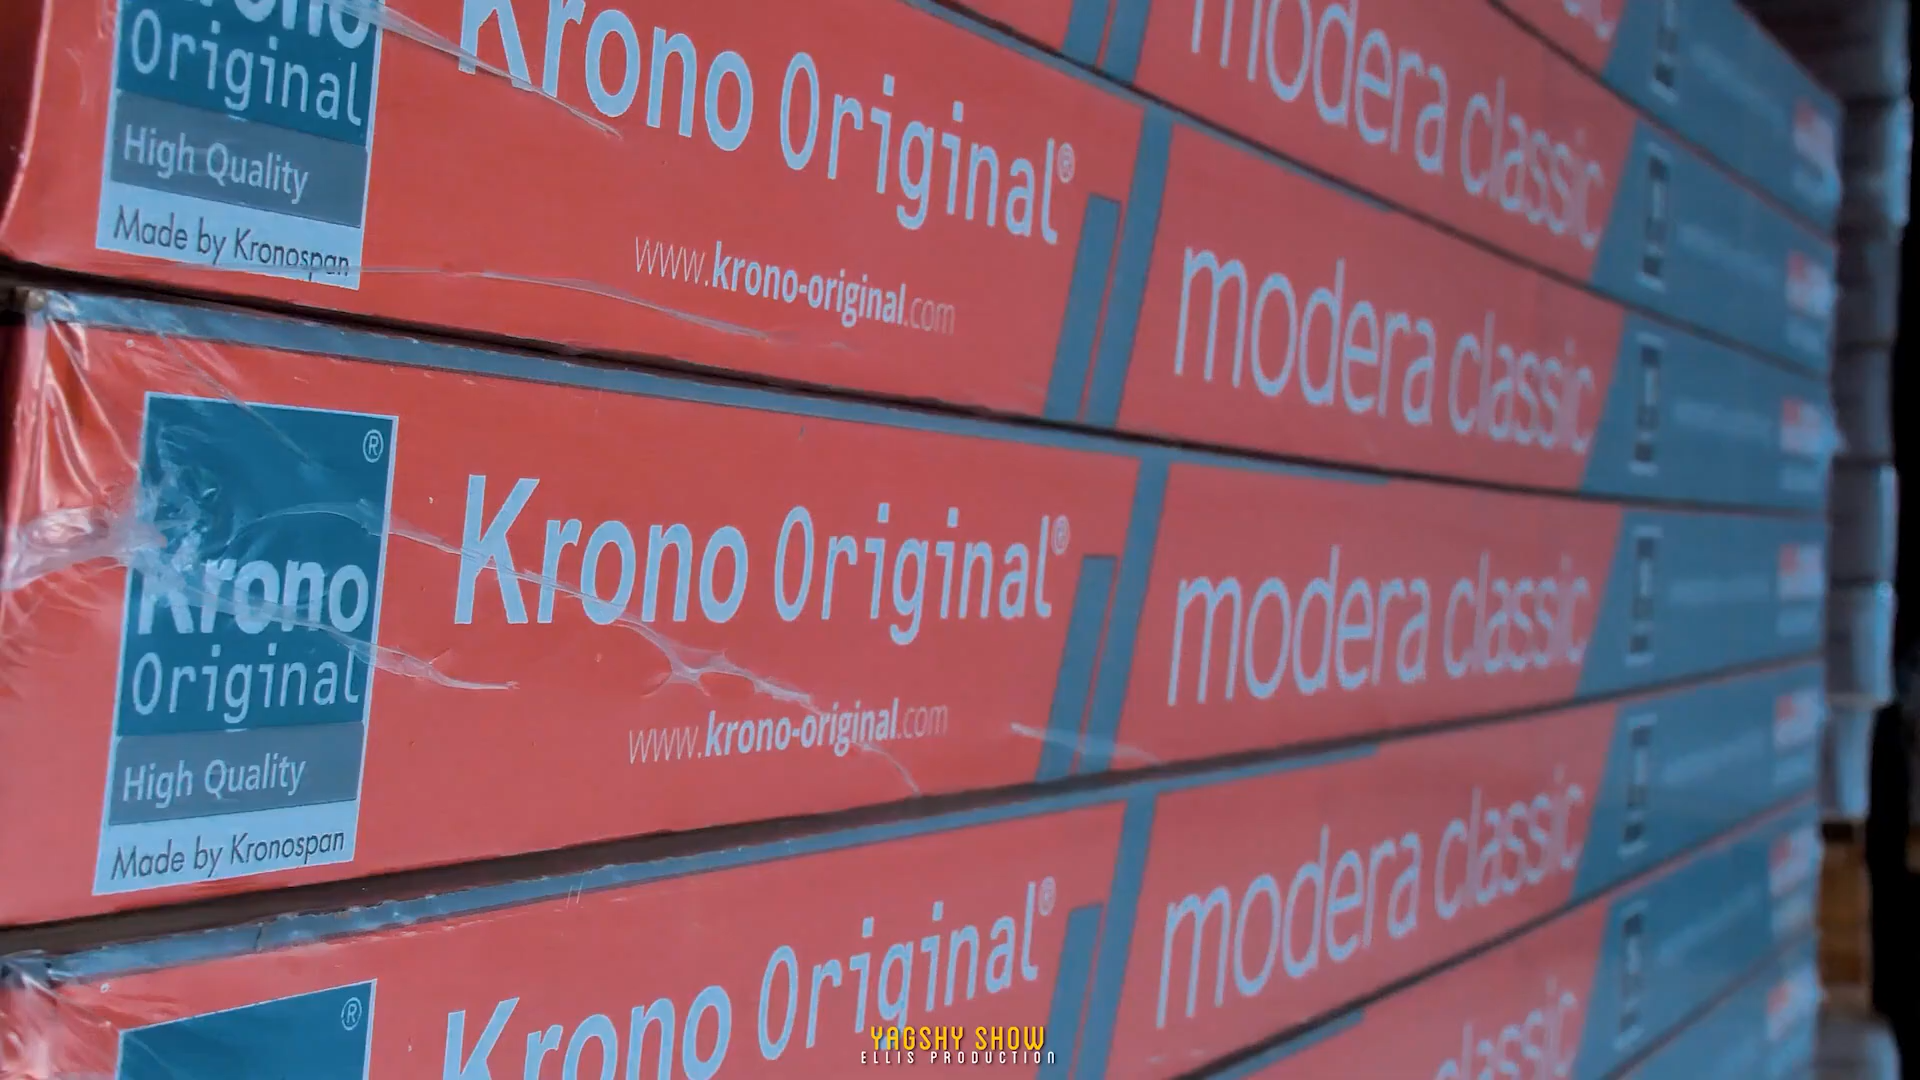 Krono
Original
High Quality
Made by Kronospan
Krono Original®
www.krono-original.com
modera classic
modera classic
®
Krono
Original
High Quality
Made by Kronospan
Krono Original®
www.krono-original.com
modera classic
®
Krono Original®
modera classic
classic
YAGSHY SHOW
ELLIS PRODUCTION